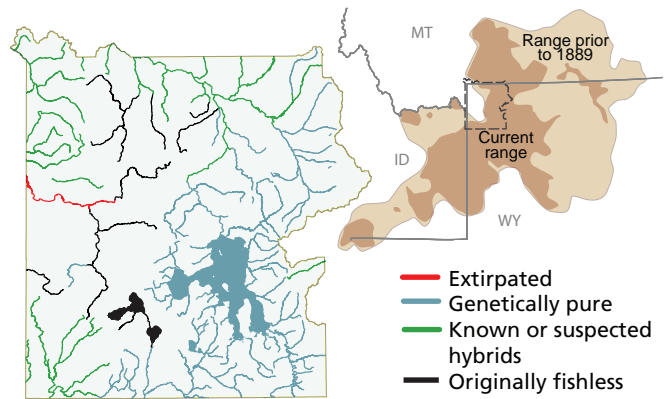 MT
Range prior
to 1889
Current
range
ID
WY
Extirpated
Genetically pure
Known or suspected
hybrids
Originally fishless